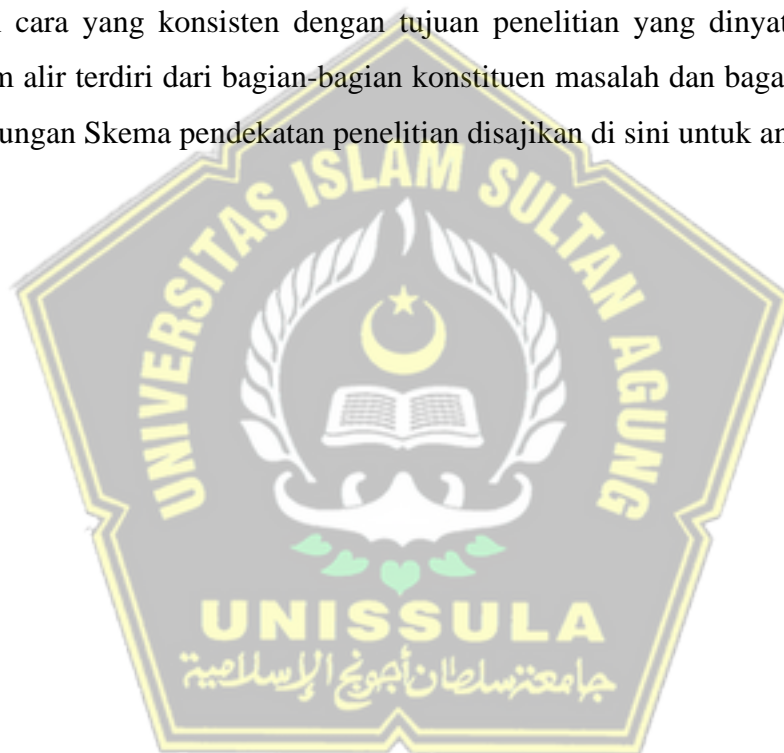 cara yang konsisten dengan tujuan penelitian yang dinyat
alir terdiri dari bagian-bagian konstituen masalah dan baga
ungan Skema pendekatan penelitian disajikan di sini untuk an
UNIVERSITAS ISLAM SULTAN AGUNG
UNISSULA
جامعة سلطان أجونج الإسلامية